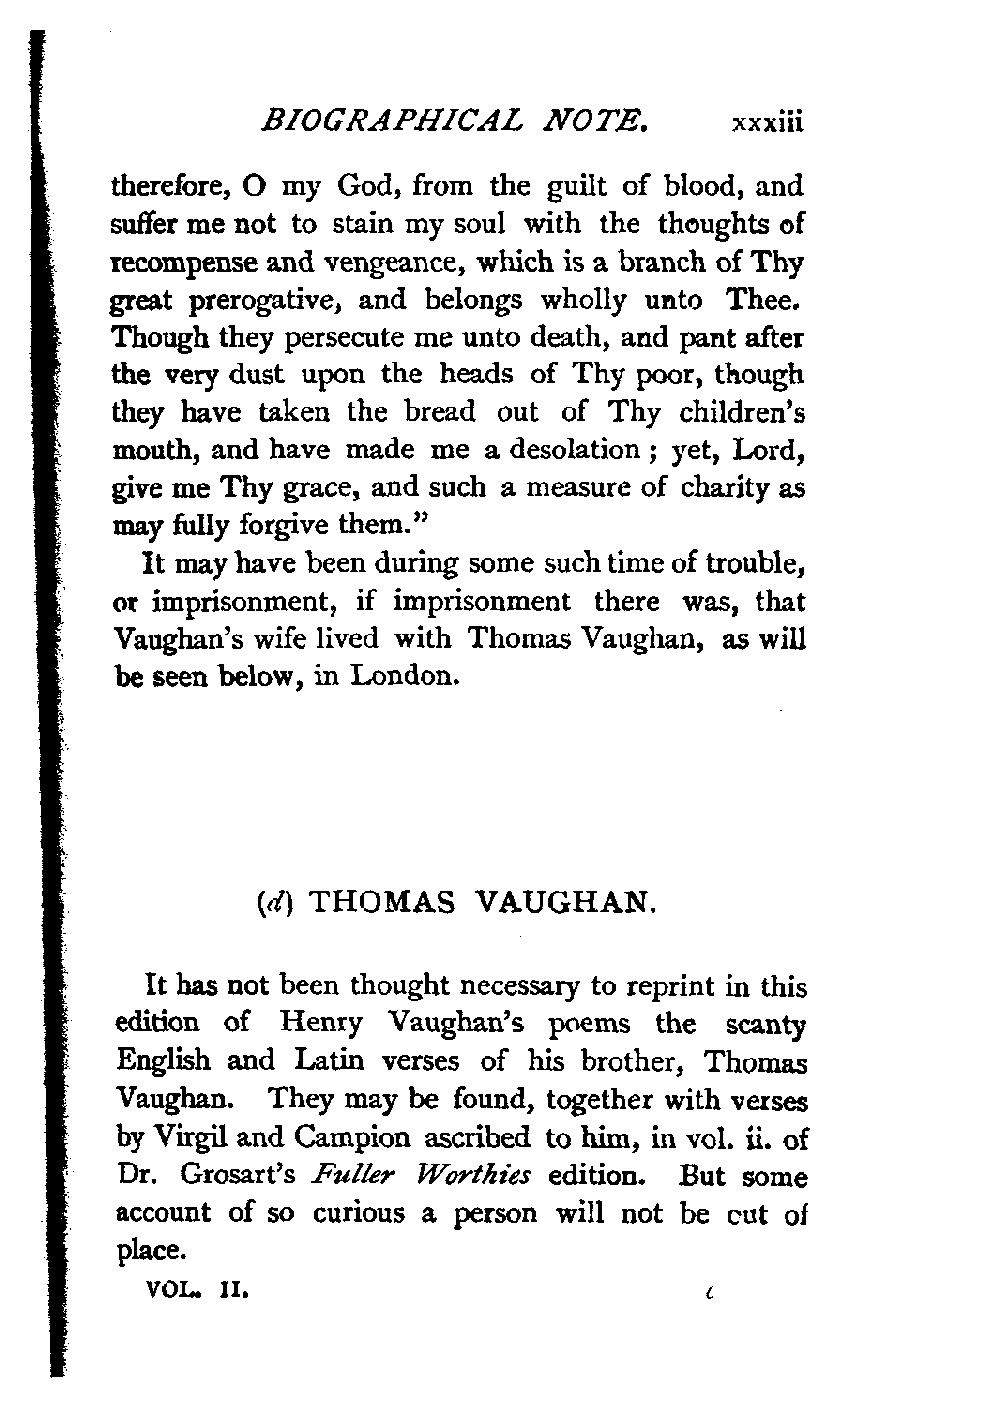 BIOGRAPHICAL NOTE. xxxiii
therefore, O my God, from the guilt of blood, and
suffer me not to stain my soul with the thoughts of
recompense and vengeance, which is a branch of Thy
great prerogative, and belongs wholly unto Thee.
Though they persecute me unto death, and pant after
the very dust upon the heads of Thy poor, though
they have taken the bread out of Thy children's
mouth, and have made me a desolation ; yet, Lord,
give me Thy grace, and such a measure of charity as
may fully forgive them."
It may have been during some such time of trouble,
or imprisonment, if imprisonment there was, that
Vaughan's wife lived with Thomas Vaughan, as will
be seen below, in London.
(d) THOMAS VAUGHAN.
It has not been thought necessary to reprint in this
edition of Henry Vaughan's poems the scanty
English and Latin verses of his brother, Thomas
Vaughan. They may be found, together with verses
by Virgil and Campion ascribed to him, in vol. ii. of
Dr. Grosart's Fuller Worthies edition. But some
account of so curious a person will not be out of
place.
VOL. II. c